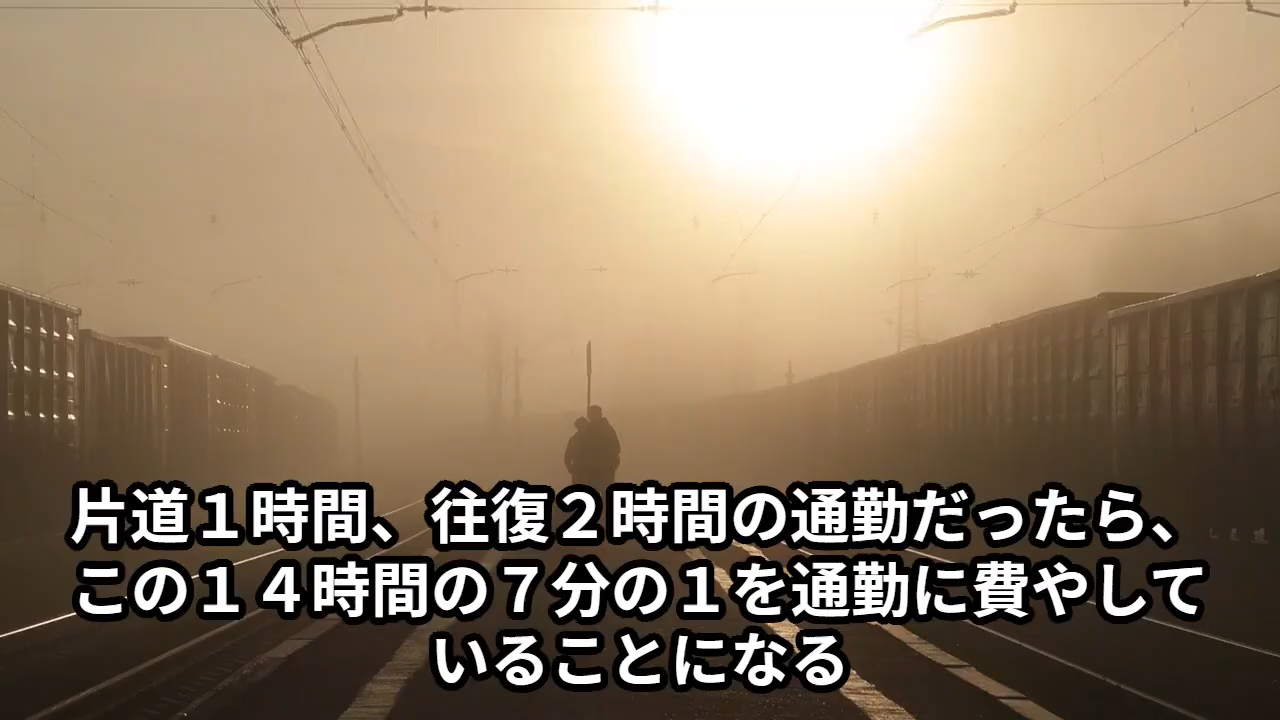 片道１時間、往復２時間の通勤だったら、
この１４時間の７分の１を通勤に費やして
いることになる